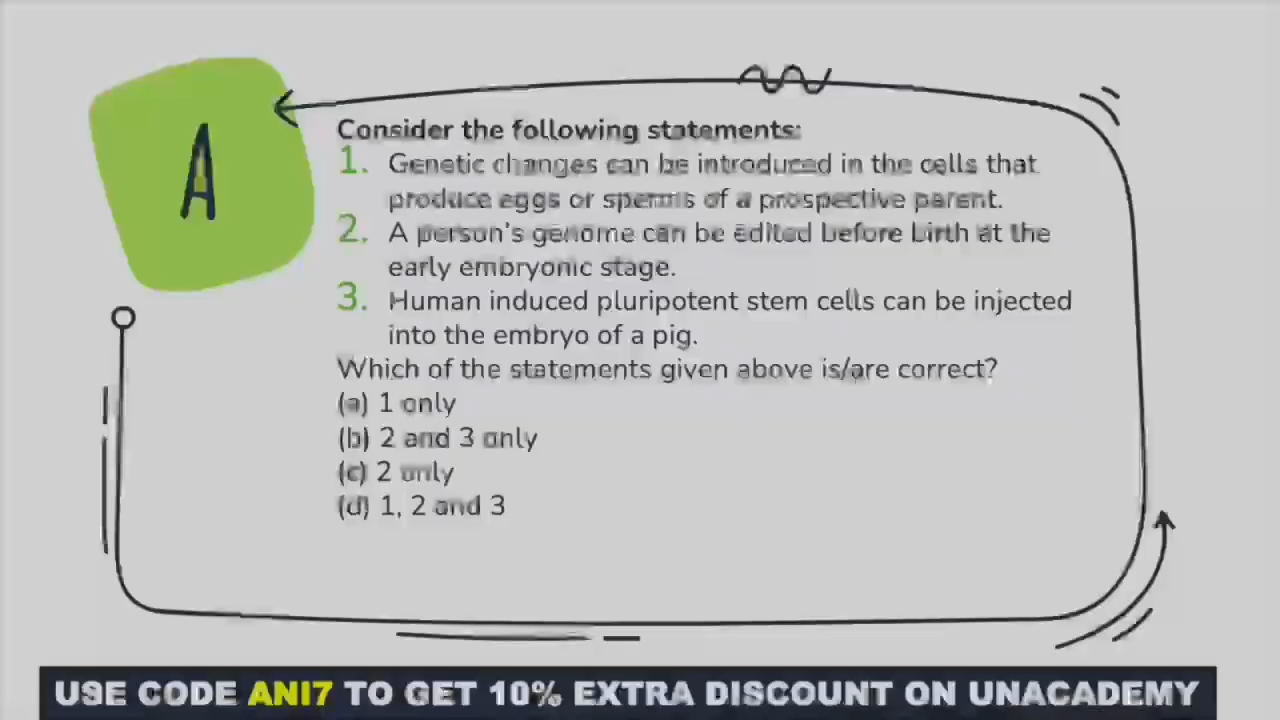 A
Consider the following statements:
1. Genetic changes can be introduced in the cells that
produce eggs or sperms of a prospective parent.
2. A person's genome can be edited before birth at the
early embryonic stage.
3. Human induced pluripotent stem cells can be injected
into the embryo of a pig.
Which of the statements given above is/are correct?
(a) 1 only
(b) 2 and 3 only
(c) 2 only
(d) 1, 2 and 3
USE CODE ANI7 TO GET 10% EXTRA DISCOUNT ON UNACADEMY